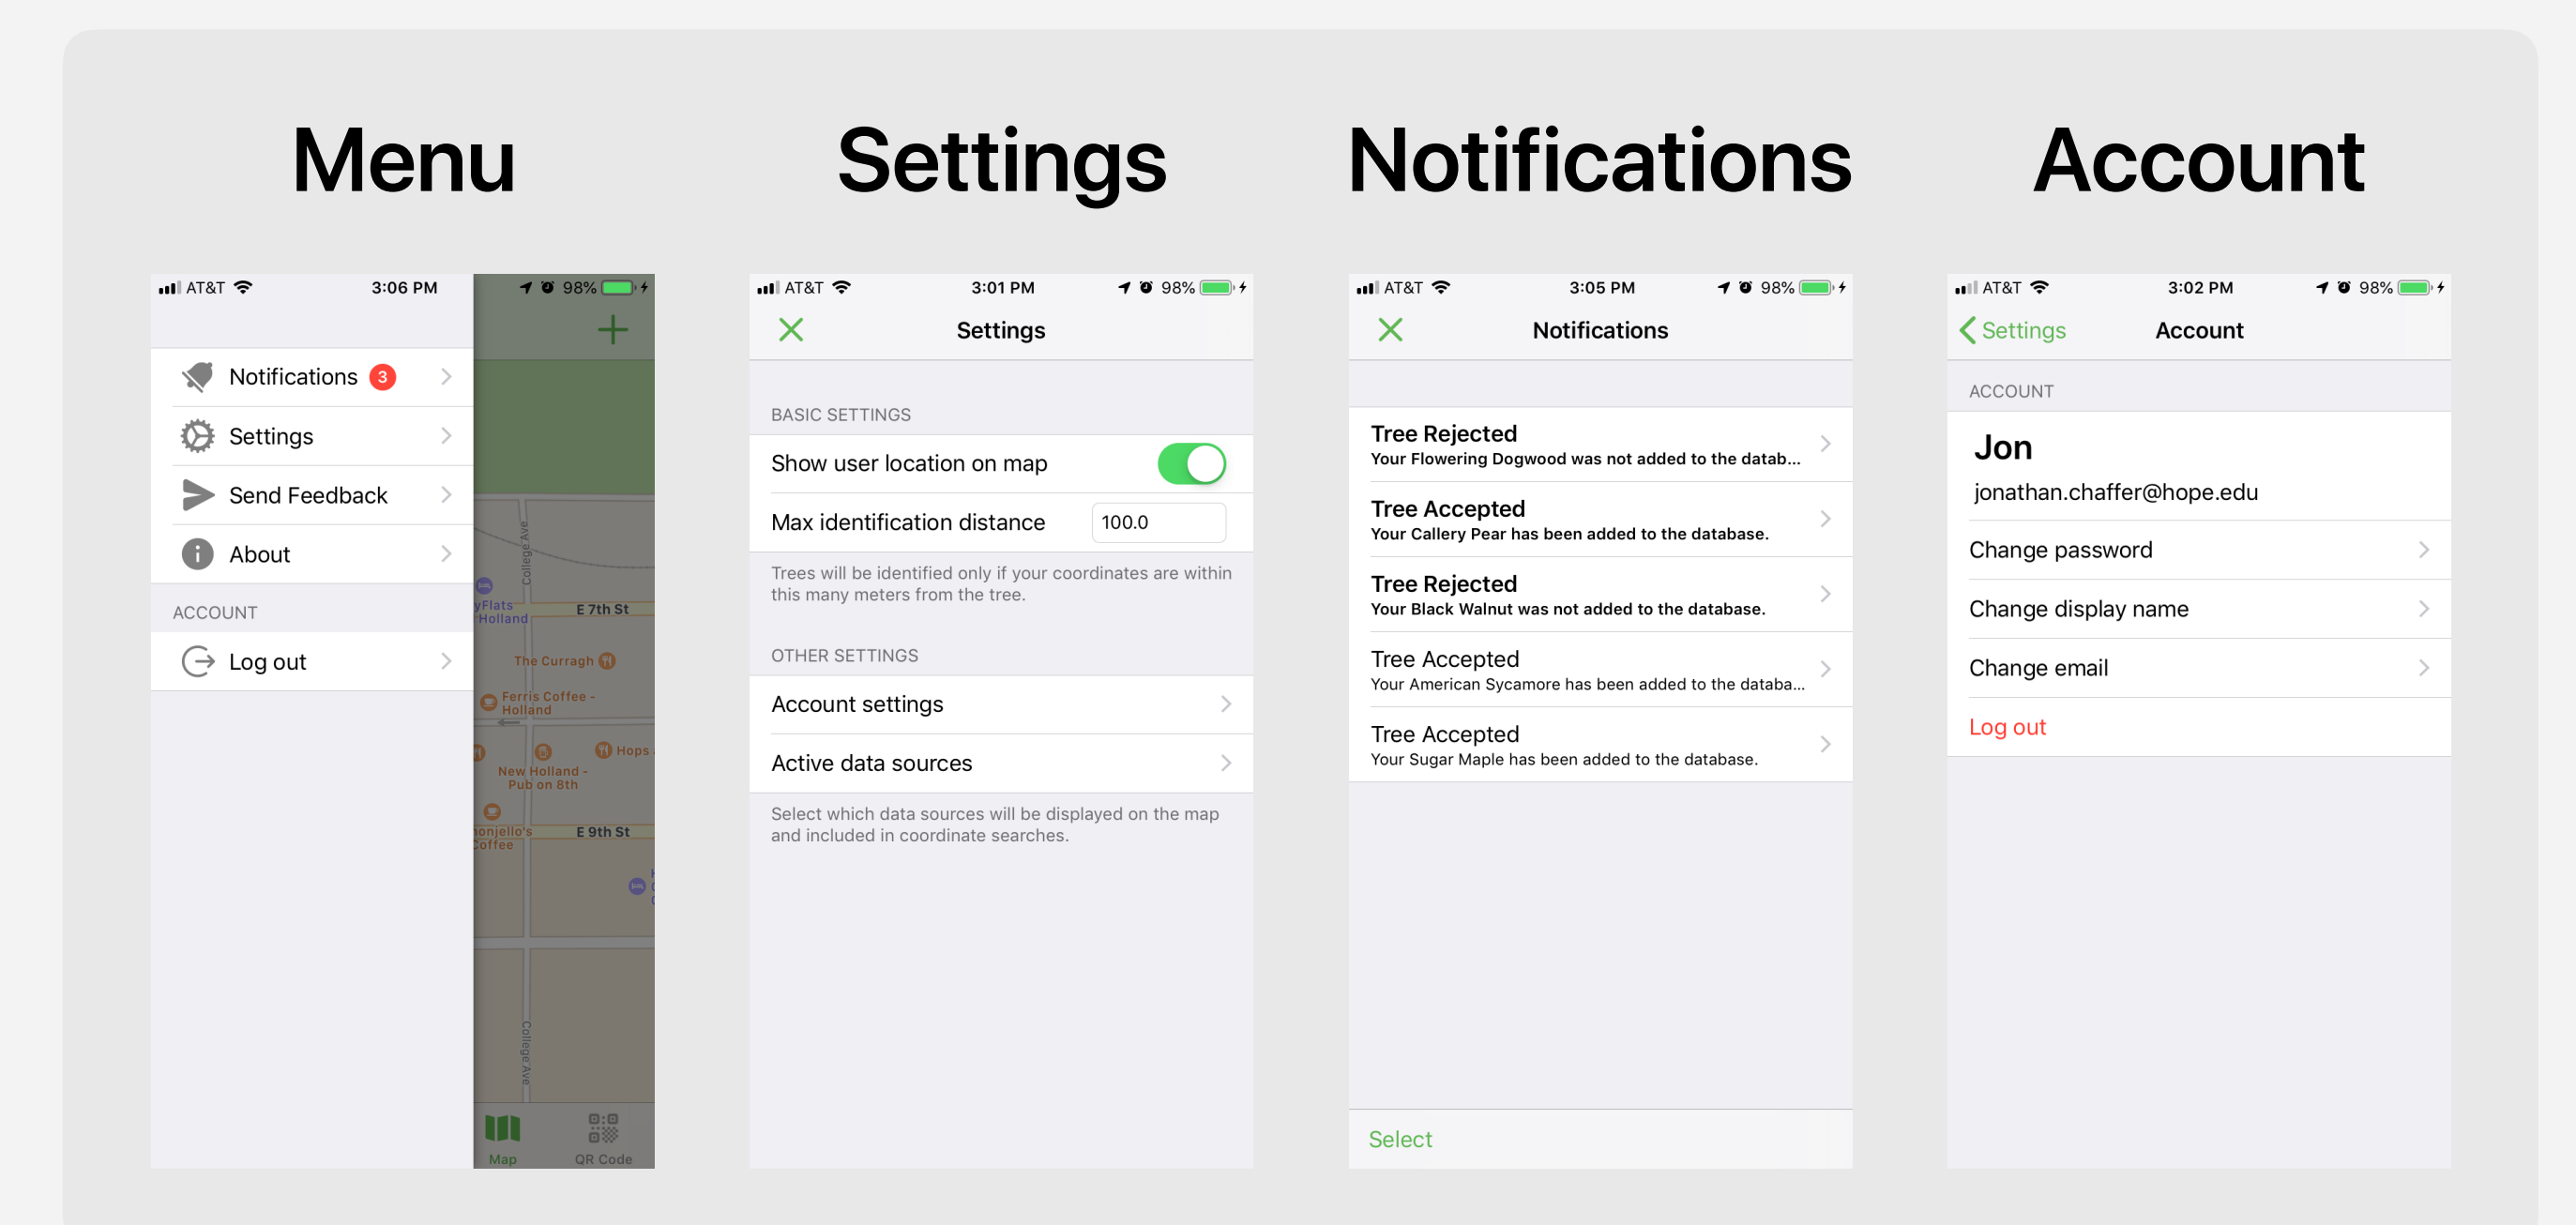 Menu
Settings
Notifications
Account
AT&T
3:06 PM
98%
Notifications 3
Settings
Send Feedback
About
ACCOUNT
Log out
College Ave
yFlats
Holland
E 7th St
The Curragh
Ferris Coffee -
Holland
Hops
New Holland -
Pub on 8th
onjello's
Coffee
E 9th St
College Ave
Map
QR Code
AT&T
3:01 PM
98%
Settings
BASIC SETTINGS
Show user location on map
Max identification distance
100.0
Trees will be identified only if your coordinates are within
this many meters from the tree.
OTHER SETTINGS
Account settings
Active data sources
Select which data sources will be displayed on the map
and included in coordinate searches.
AT&T
3:05 PM
98%
Notifications
Tree Rejected
Your Flowering Dogwood was not added to the datab...
Tree Accepted
Your Callery Pear has been added to the database.
Tree Rejected
Your Black Walnut was not added to the database.
Tree Accepted
Your American Sycamore has been added to the databa...
Tree Accepted
Your Sugar Maple has been added to the database.
Select
AT&T
3:02 PM
98%
Settings
Account
ACCOUNT
Jon
jonathan.chaffer@hope.edu
Change password
Change display name
Change email
Log out